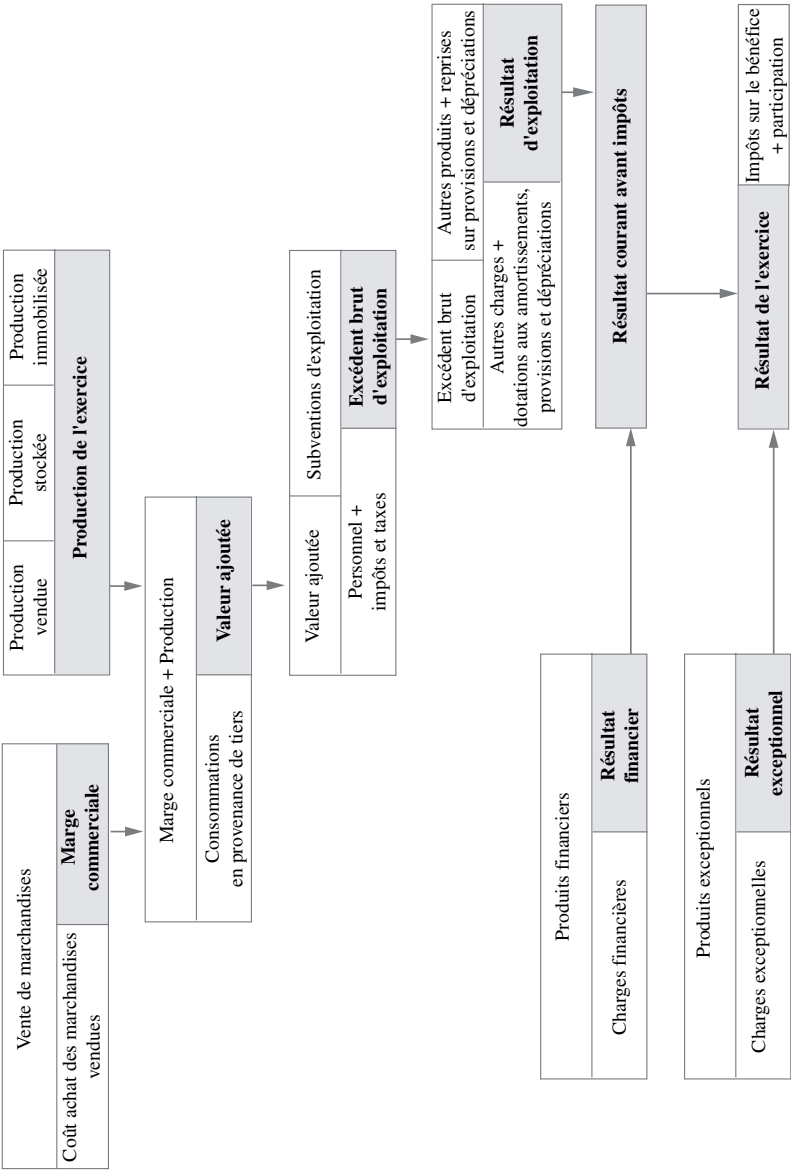 Vente de marchandises
Coût achat des marchandises
vendues
Marge
commerciale
Production
vendue
Production
stockée
Production
immobilisée
Production de l'exercice
Marge commerciale + Production
Consommations
en provenance de tiers
Valeur ajoutée
Valeur ajoutée
Subventions d'exploitation
Personnel +
impôts et taxes
Excédent brut
d'exploitation
Excédent brut
d'exploitation
Autres produits + reprises
sur provisions et dépréciations
Autres charges +
dotations aux amortissements,
provisions et dépréciations
Résultat
d'exploitation
Produits financiers
Charges financières
Résultat
financier
Résultat courant avant impôts
Produits exceptionnels
Charges exceptionnelles
Résultat
exceptionnel
Résultat de l'exercice
Impôts sur le bénéfice
+ participation